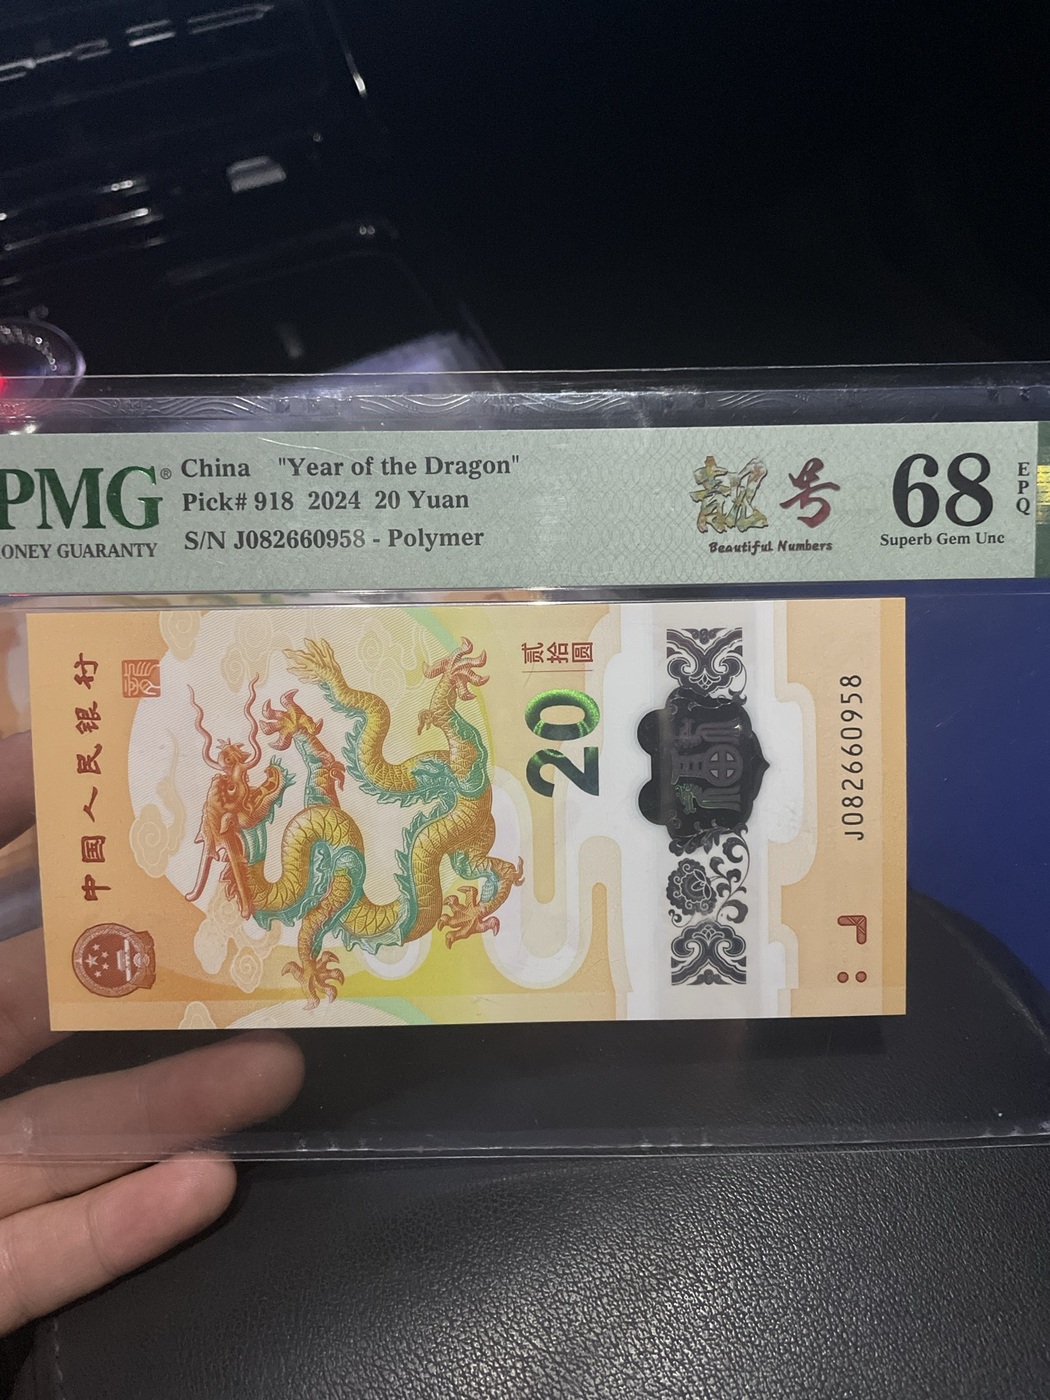 PMG®
ONEY GUARANTY
China "Year of the Dragon"
Pick# 918 2024 20 Yuan
S/N J082660958 - Polymer
靓号
Beautiful Numbers
68
EPQ
Superb Gem Unc
中国人民银行
贰拾圆
20
J082660958